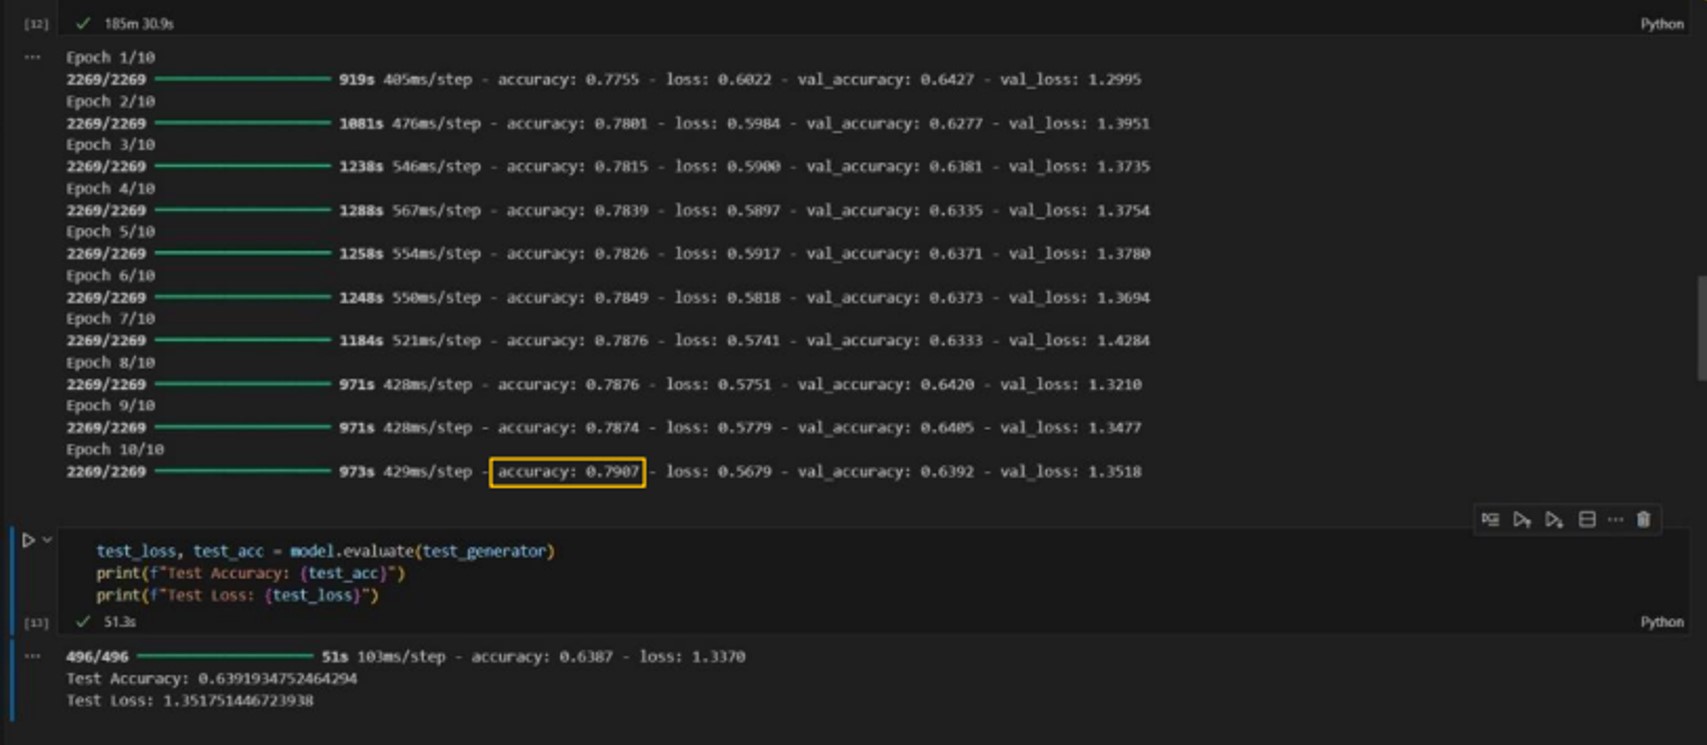 [12] 185m 30.9s Python
... Epoch 1/10
2269/2269 919s 405ms/step - accuracy: 0.7755 - loss: 0.6022 - val_accuracy: 0.6427 - val_loss: 1.2995
Epoch 2/10
2269/2269 1081s 476ms/step - accuracy: 0.7801 - loss: 0.5984 - val_accuracy: 0.6277 - val_loss: 1.3951
Epoch 3/10
2269/2269 1238s 546ms/step - accuracy: 0.7815 - loss: 0.5900 - val_accuracy: 0.6381 - val_loss: 1.3735
Epoch 4/10
2269/2269 1288s 567ms/step - accuracy: 0.7839 - loss: 0.5897 - val_accuracy: 0.6335 - val_loss: 1.3754
Epoch 5/10
2269/2269 1258s 554ms/step - accuracy: 0.7826 - loss: 0.5917 - val_accuracy: 0.6371 - val_loss: 1.3780
Epoch 6/10
2269/2269 1248s 550ms/step - accuracy: 0.7849 - loss: 0.5818 - val_accuracy: 0.6373 - val_loss: 1.3694
Epoch 7/10
2269/2269 1184s 521ms/step - accuracy: 0.7876 - loss: 0.5741 - val_accuracy: 0.6333 - val_loss: 1.4284
Epoch 8/10
2269/2269 971s 428ms/step - accuracy: 0.7876 - loss: 0.5751 - val_accuracy: 0.6420 - val_loss: 1.3210
Epoch 9/10
2269/2269 971s 428ms/step - accuracy: 0.7874 - loss: 0.5779 - val_accuracy: 0.6405 - val_loss: 1.3477
Epoch 10/10
2269/2269 973s 429ms/step - accuracy: 0.7907 - loss: 0.5679 - val_accuracy: 0.6392 - val_loss: 1.3518
test_loss, test_acc = model.evaluate(test_generator)
print(f"Test Accuracy: {test_acc}")
print(f"Test Loss: {test_loss}")
[13] 51.3s Python
... 496/496 51s 103ms/step - accuracy: 0.6387 - loss: 1.3370
Test Accuracy: 0.6391934752464294
Test Loss: 1.351751446723938